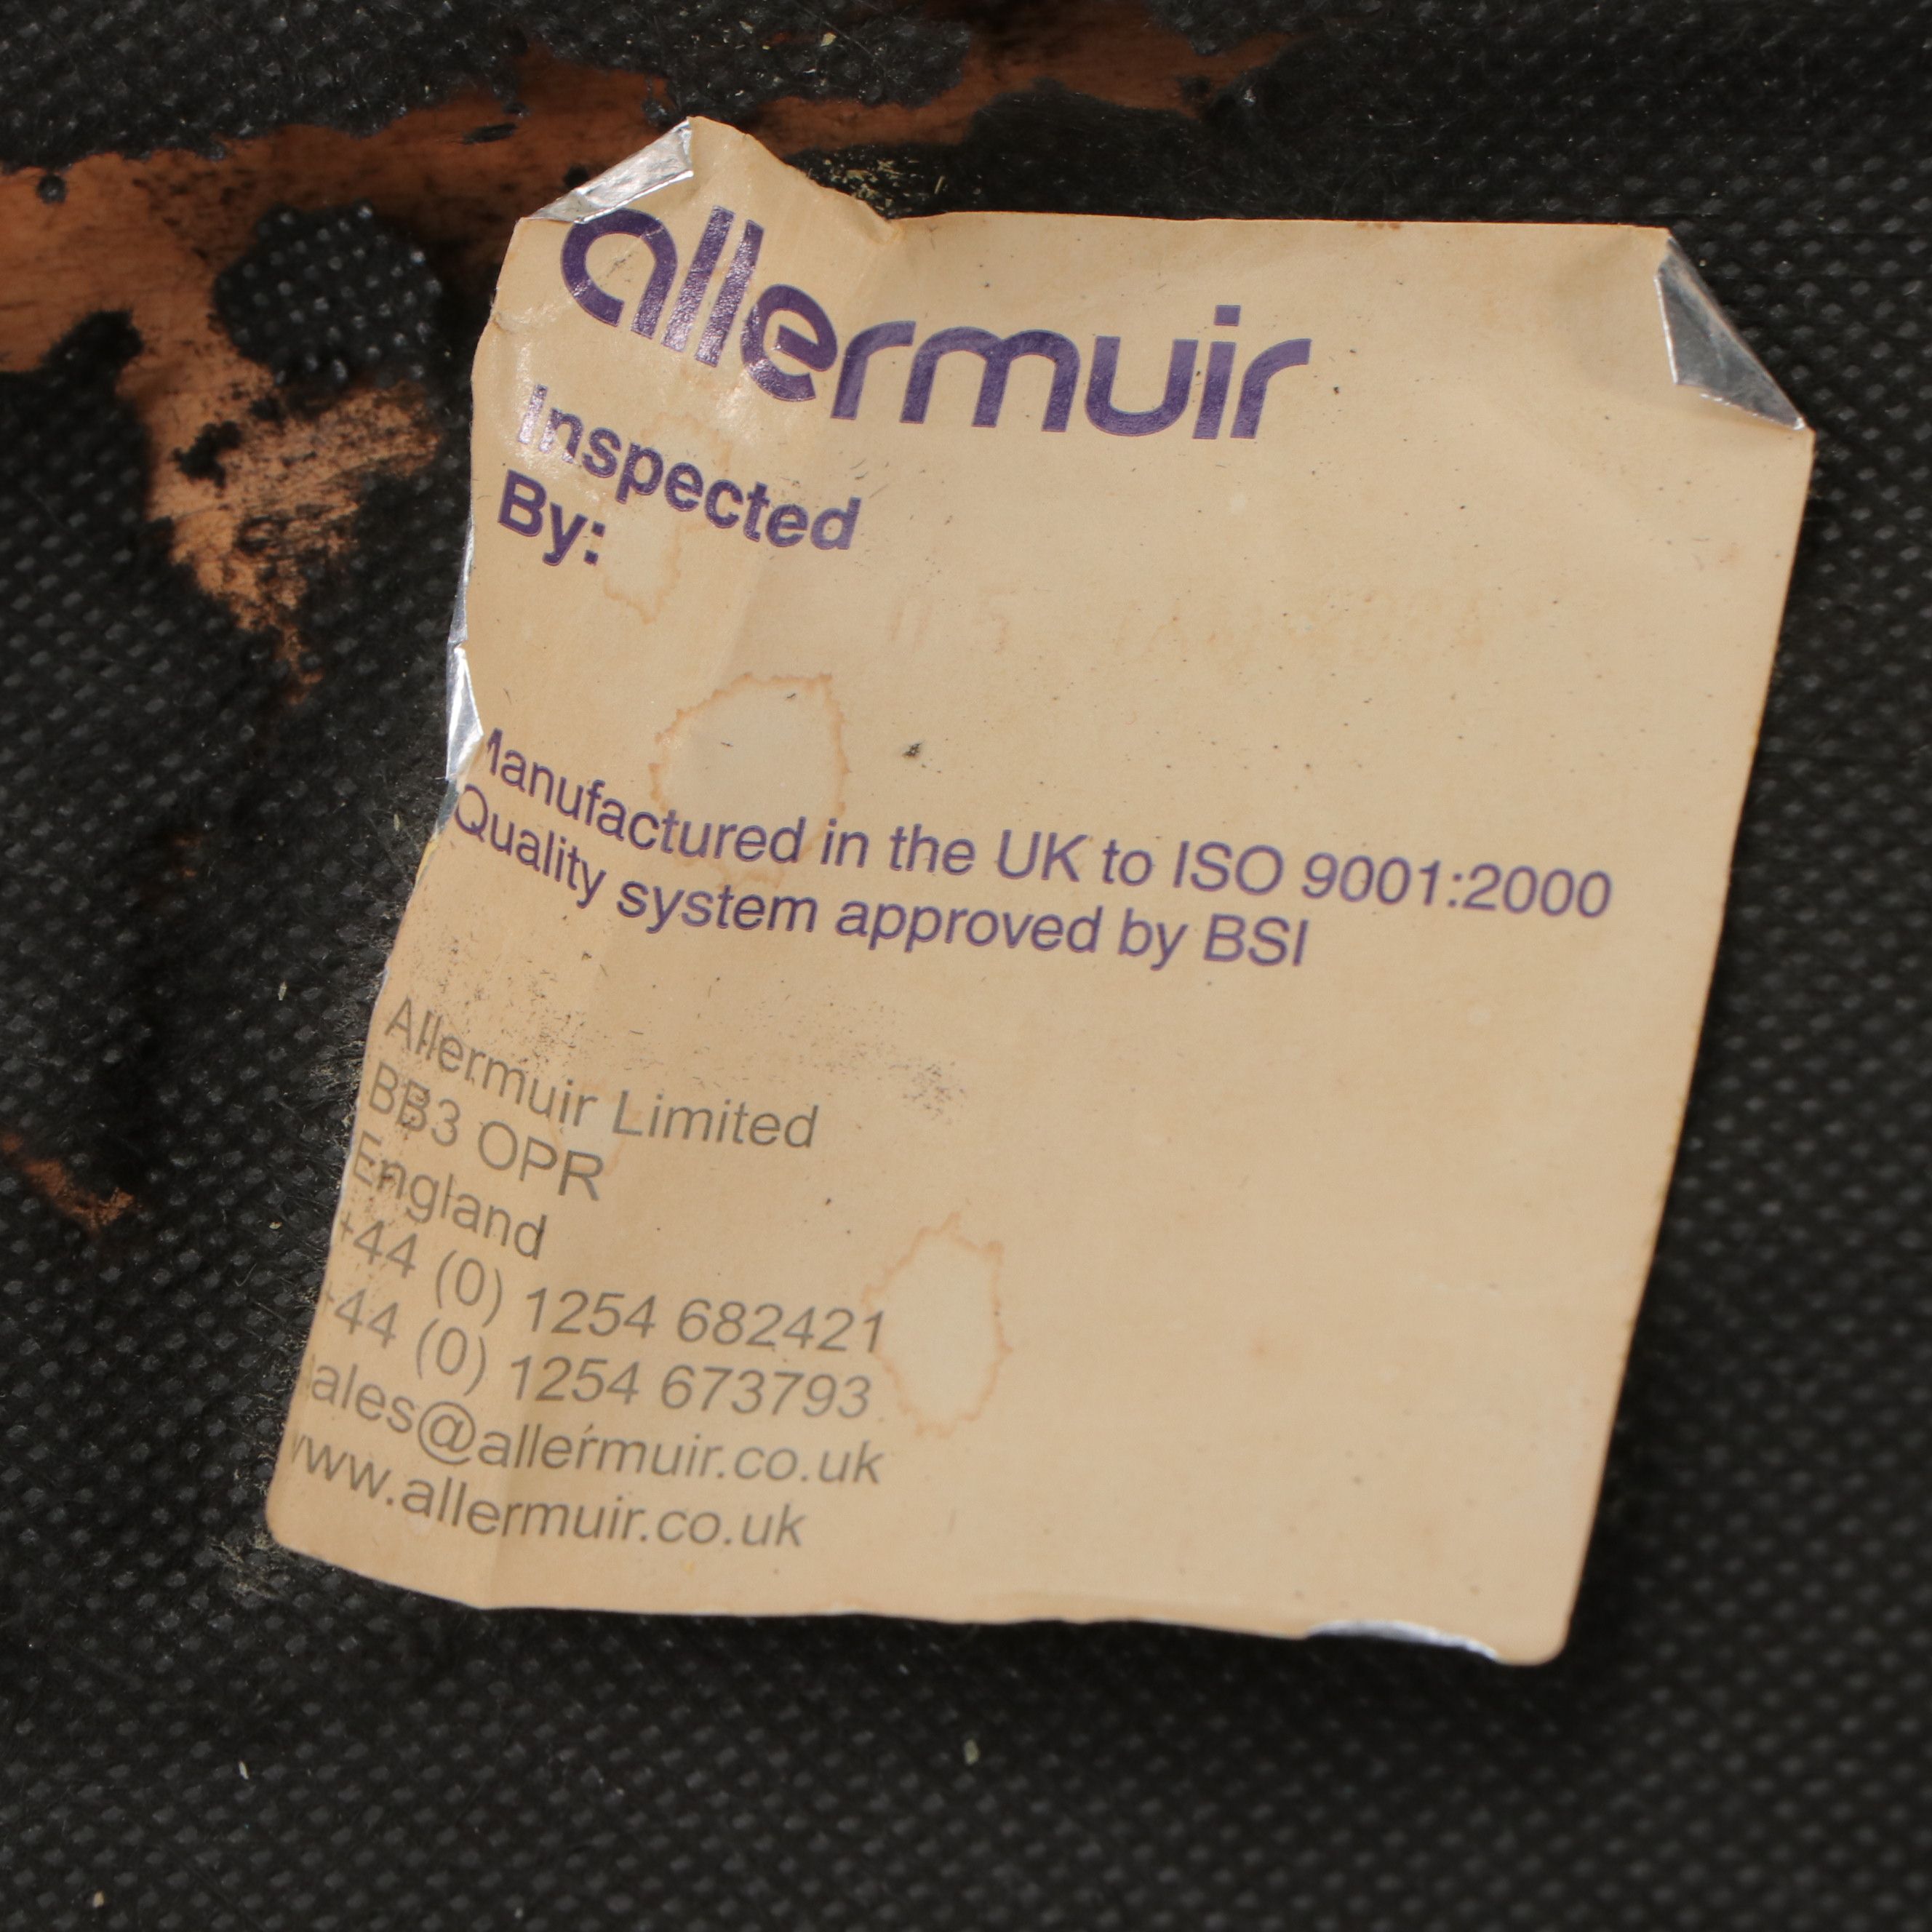 allermuir
Inspected
By:
Manufactured in the UK to ISO 9001:2000
Quality system approved by BSI
Allermuir Limited
BB3 OPR
England
+44 (0) 1254 682421
+44 (0) 1254 673793
ales@allermuir.co.uk
www.allermuir.co.uk